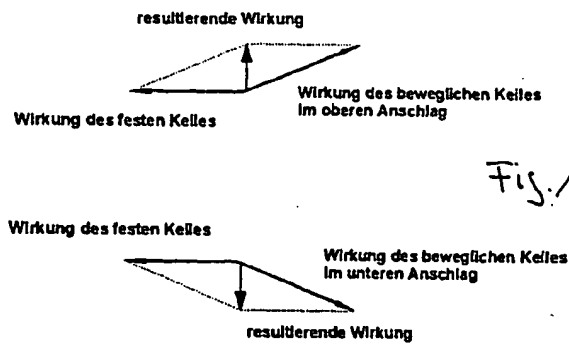 resultierende Wirkung
Wirkung des beweglichen Keiles
im oberen Anschlag
Wirkung des festen Keiles
Fig. 1
Wirkung des festen Keiles
Wirkung des beweglichen Keiles
im unteren Anschlag
resultierende Wirkung